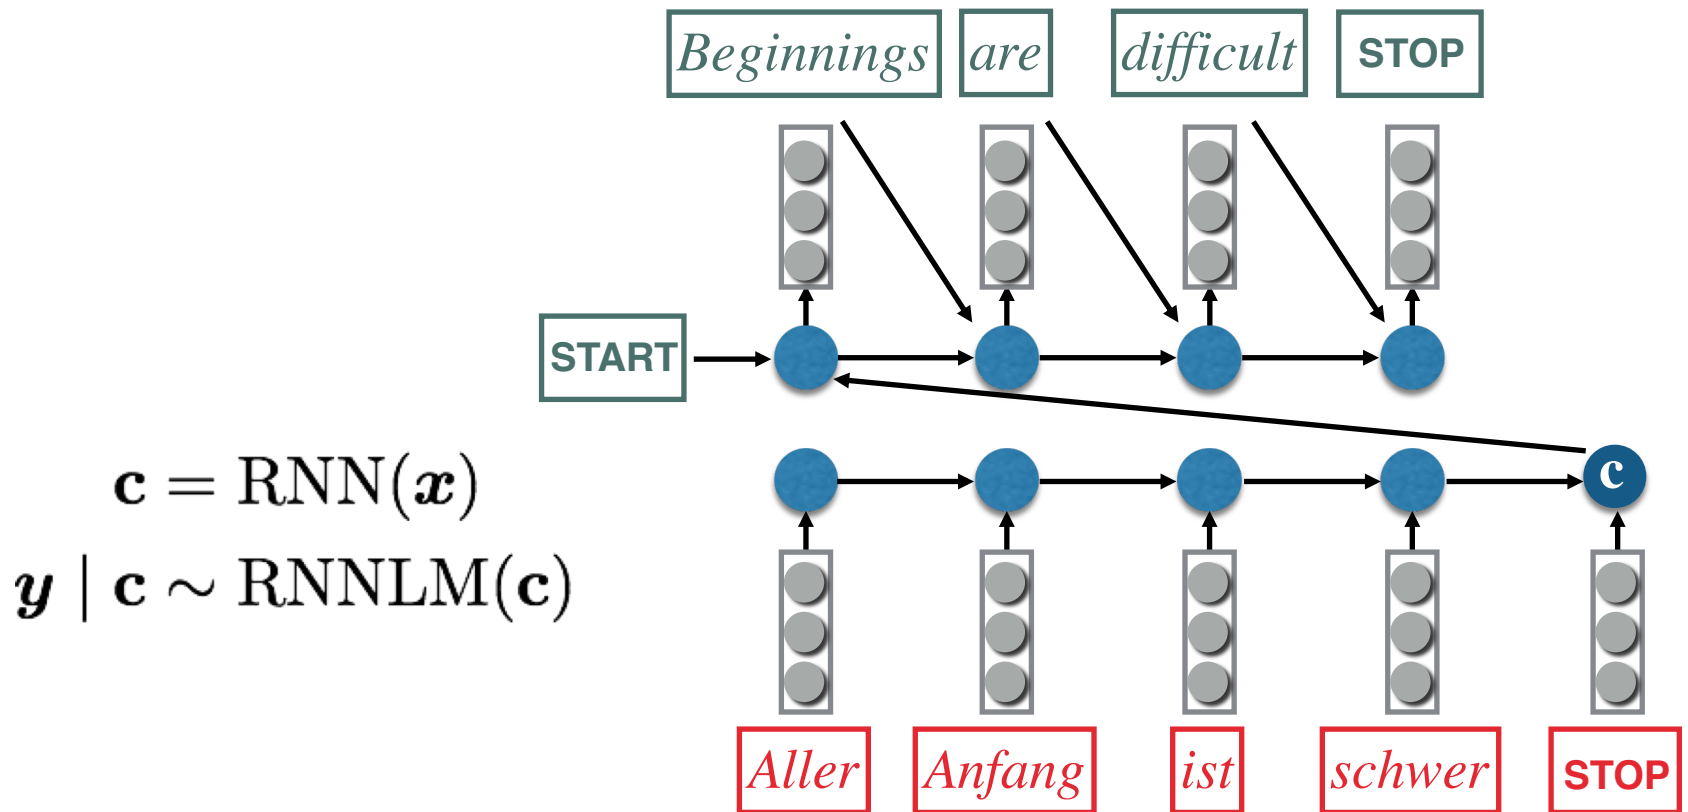 Beginnings are difficult STOP
START
c = RNN(x)
y | c ∼ RNNLM(c)
c
Aller Anfang ist schwer STOP